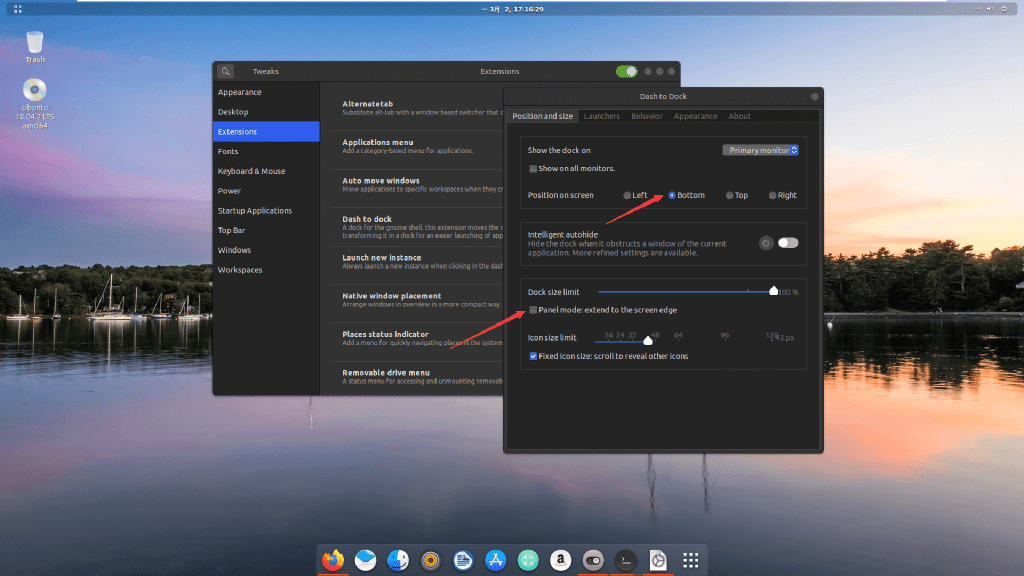 一 3月 2, 17:16:29
Trash
Ubuntu
18.04.2 LTS
amd64
Tweaks
Extensions
Appearance
Desktop
Extensions
Fonts
Keyboard & Mouse
Power
Startup Applications
Top Bar
Windows
Workspaces
Alternatetab
Substitute alt-tab with a window based switcher that
Applications menu
Add a category-based menu for applications.
Auto move windows
Move applications to specific workspaces when they cr
Dash to dock
A dock for the gnome shell, this extension moves the
transforming it in a dock for an easier launching of app
Launch new instance
Always launch a new instance when clicking in the dash
Native window placement
Arrange windows in overview in a more compact way.
Places status indicator
Add a menu for quickly navigating places in the system
Removable drive menu
A status menu for accessing and unmounting removab
Dash to Dock
Position and size
Launchers
Behavior
Appearance
About
Show the dock on
Primary monitor
Show on all monitors.
Position on screen
Left
Bottom
Top
Right
Intelligent autohide
Hide the dock when it obstructs a window of the current
application. More refined settings are available.
Dock size limit
100 %
Panel mode: extend to the screen edge
Icon size limit
16 24 32 48 64 96 128
43 px
Fixed icon size: scroll to reveal other icons